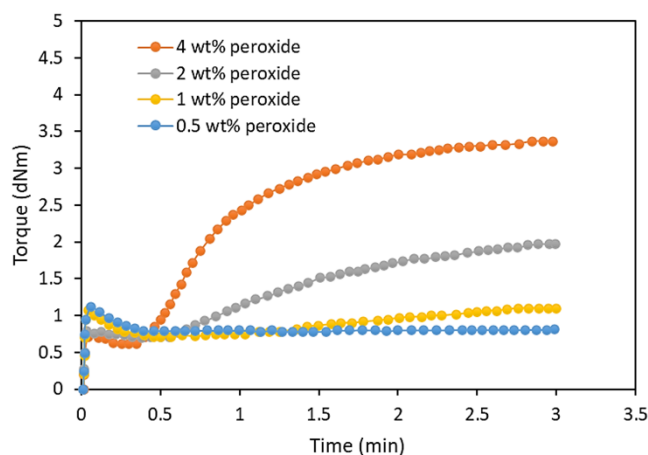 5
4.5
4
3.5
3
2.5
2
1.5
1
0.5
0
Torque (dNm)
4 wt% peroxide
2 wt% peroxide
1 wt% peroxide
0.5 wt% peroxide
0 0.5 1 1.5 2 2.5 3 3.5
Time (min)